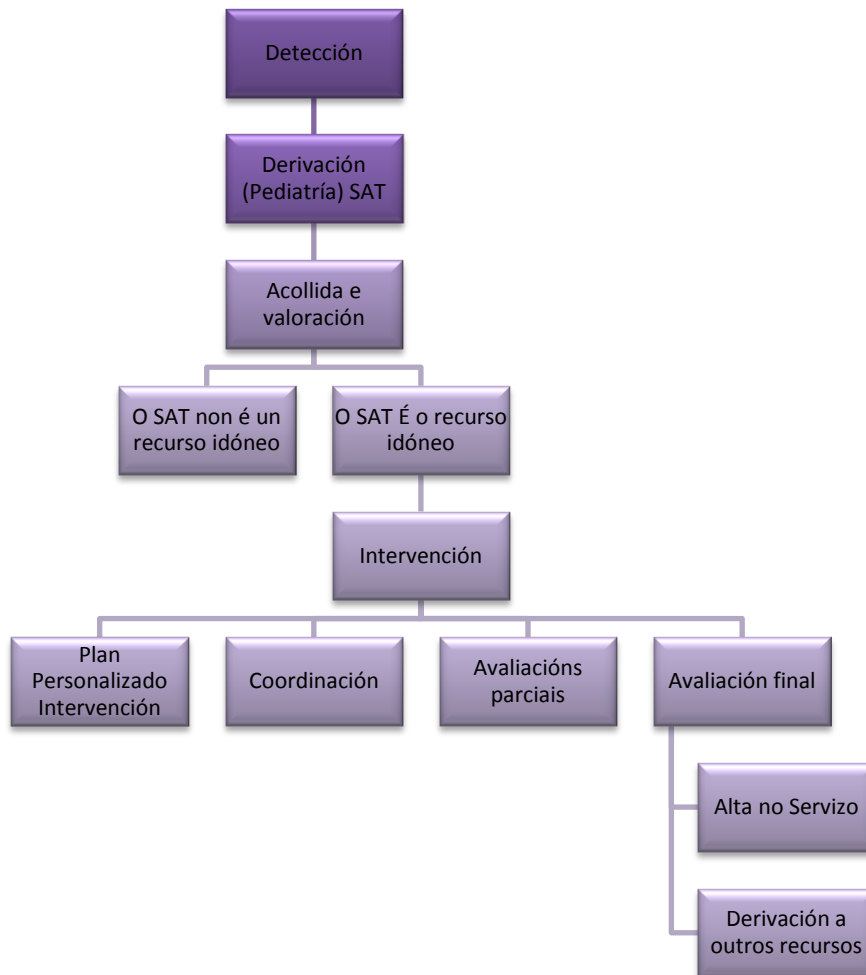 Detección
Derivación
(Pediatría) SAT
Acollida e
valoración
O SAT non é un
recurso idóneo
O SAT É o recurso
idóneo
Intervención
Plan
Personalizado
Intervención
Coordinación
Avaliacións
parciais
Avaliación final
Alta no Servizo
Derivación a
outros recursos